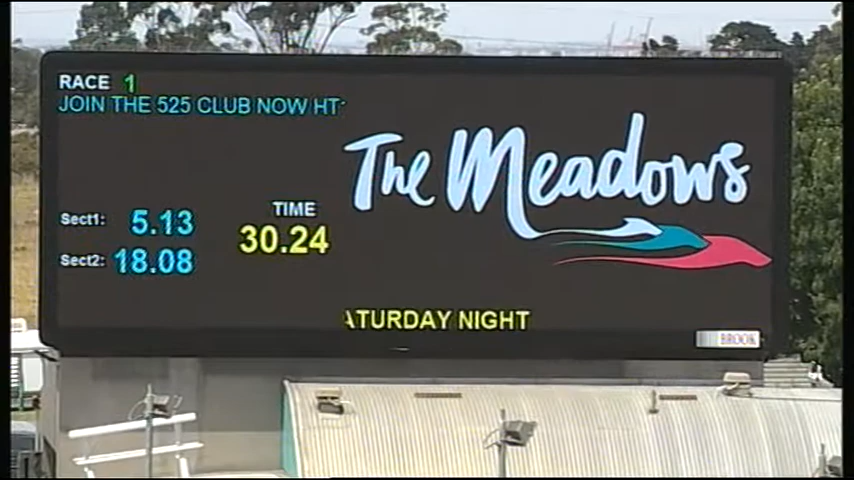 RACE 1
JOIN THE 525 CLUB NOW HT
The Meadows
Sect1: 5.13
TIME
30.24
Sect2: 18.08
ATURDAY NIGHT
BROOK